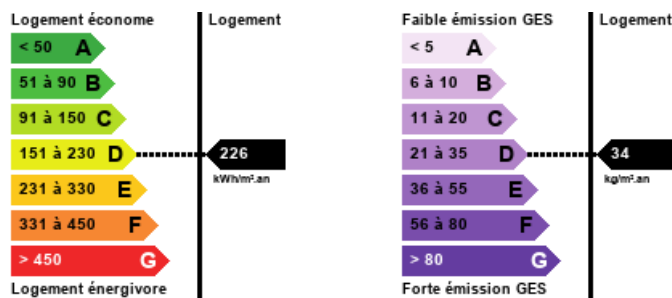 Logement économe
Logement
< 50 A
51 à 90 B
91 à 150 C
151 à 230 D
226
kWh/m².an
231 à 330 E
331 à 450 F
> 450 G
Logement énergivore
Faible émission GES
Logement
< 5 A
6 à 10 B
11 à 20 C
21 à 35 D
34
kg/m².an
36 à 55 E
56 à 80 F
> 80 G
Forte émission GES